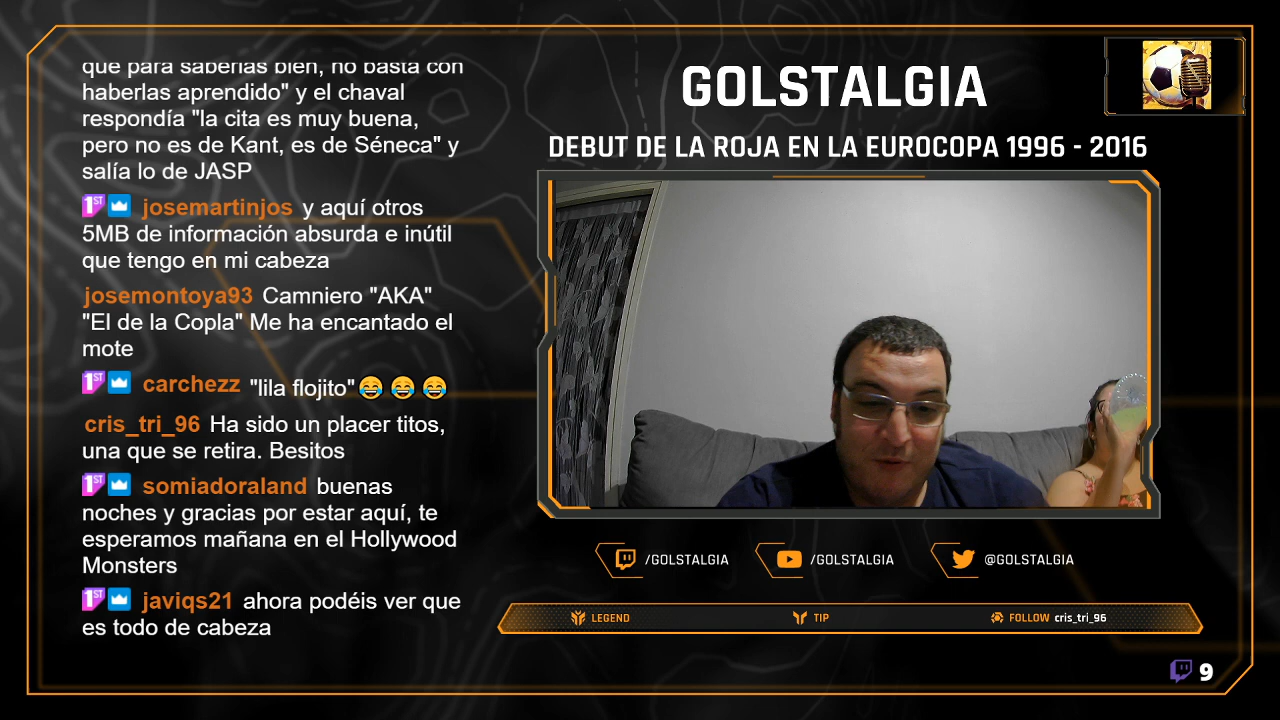 que para saberlas bien, no basta con
haberlas aprendido" y el chaval
respondía "la cita es muy buena,
pero no es de Kant, es de Séneca" y
salía lo de JASP
1ST josemartinjos y aquí otros
5MB de información absurda e inútil
que tengo en mi cabeza
josemontoya93 Camniero "AKA"
"El de la Copla" Me ha encantado el
mote
1ST carchezz "lila flojito"😂 😂 😂
cris_tri_96 Ha sido un placer titos,
una que se retira. Besitos
1ST somiadoraland buenas
noches y gracias por estar aquí, te
esperamos mañana en el Hollywood
Monsters
1ST javiqs21 ahora podéis ver que
es todo de cabeza
GOLSTALGIA
DEBUT DE LA ROJA EN LA EUROCOPA 1996 - 2016
/GOLSTALGIA /GOLSTALGIA @GOLSTALGIA
LEGEND TIP FOLLOW cris_tri_96
9